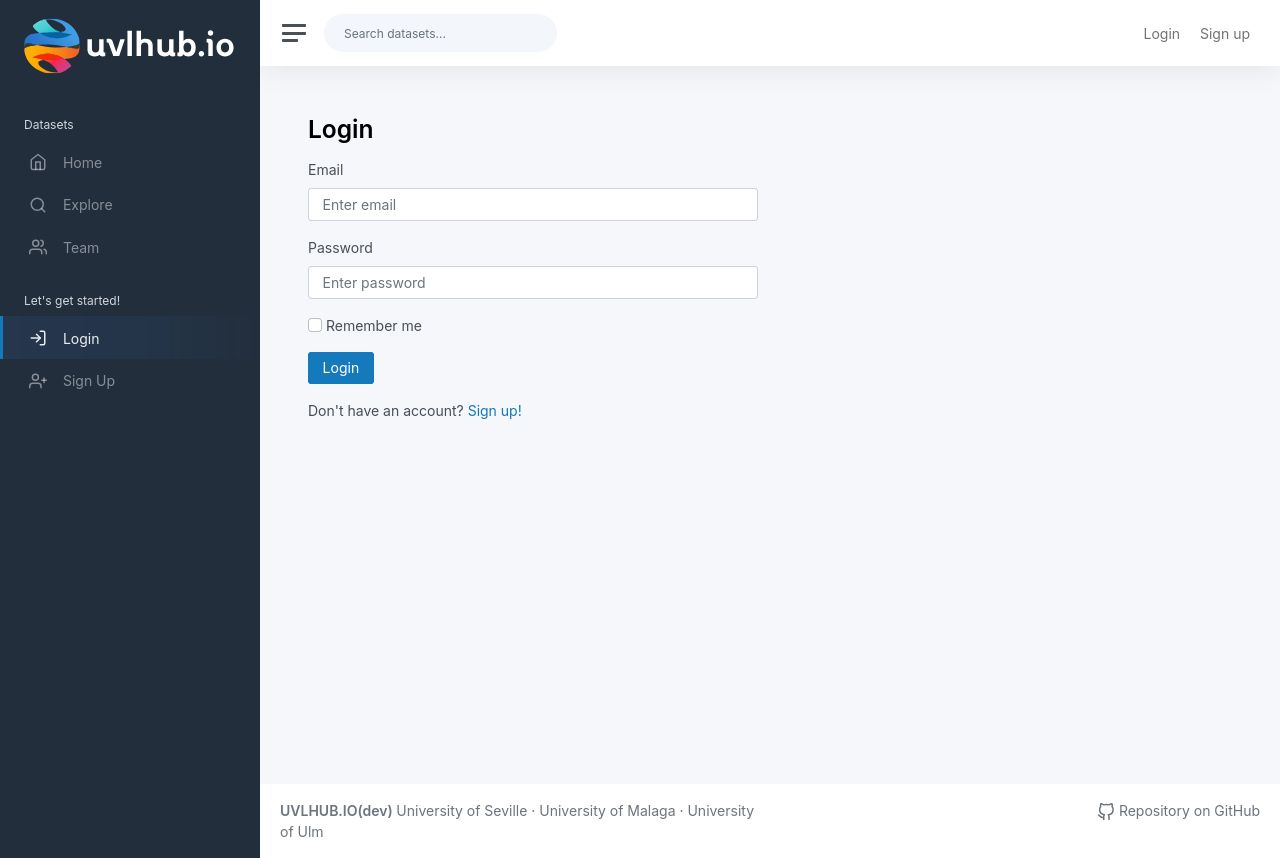 uvlhub.io
Datasets
Home
Explore
Team
Let's get started!
Login
Sign Up
Search datasets...
Login
Sign up
Login
Email
Enter email
Password
Enter password
Remember me
Login
Don't have an account? Sign up!
UVLHUB.IO(dev) University of Seville · University of Malaga · University
of Ulm
Repository on GitHub